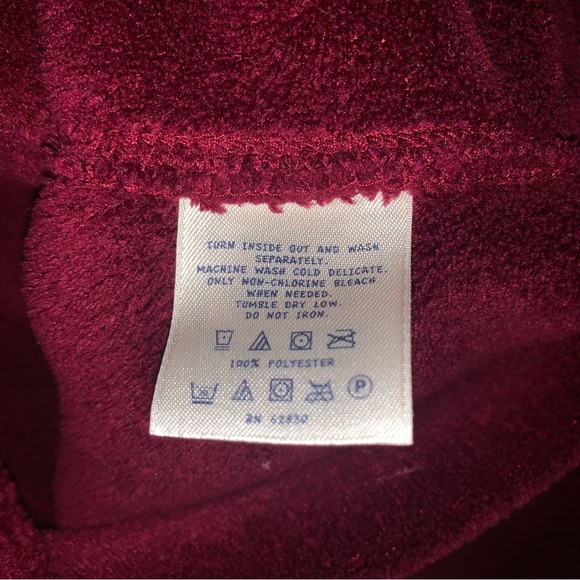 TURN INSIDE OUT AND WASH
SEPARATELY.
MACHINE WASH COLD DELICATE.
ONLY NON-CHLORINE BLEACH
WHEN NEEDED.
TUMBLE DRY LOW.
DO NOT IRON.
100% POLYESTER
P
RN 62830